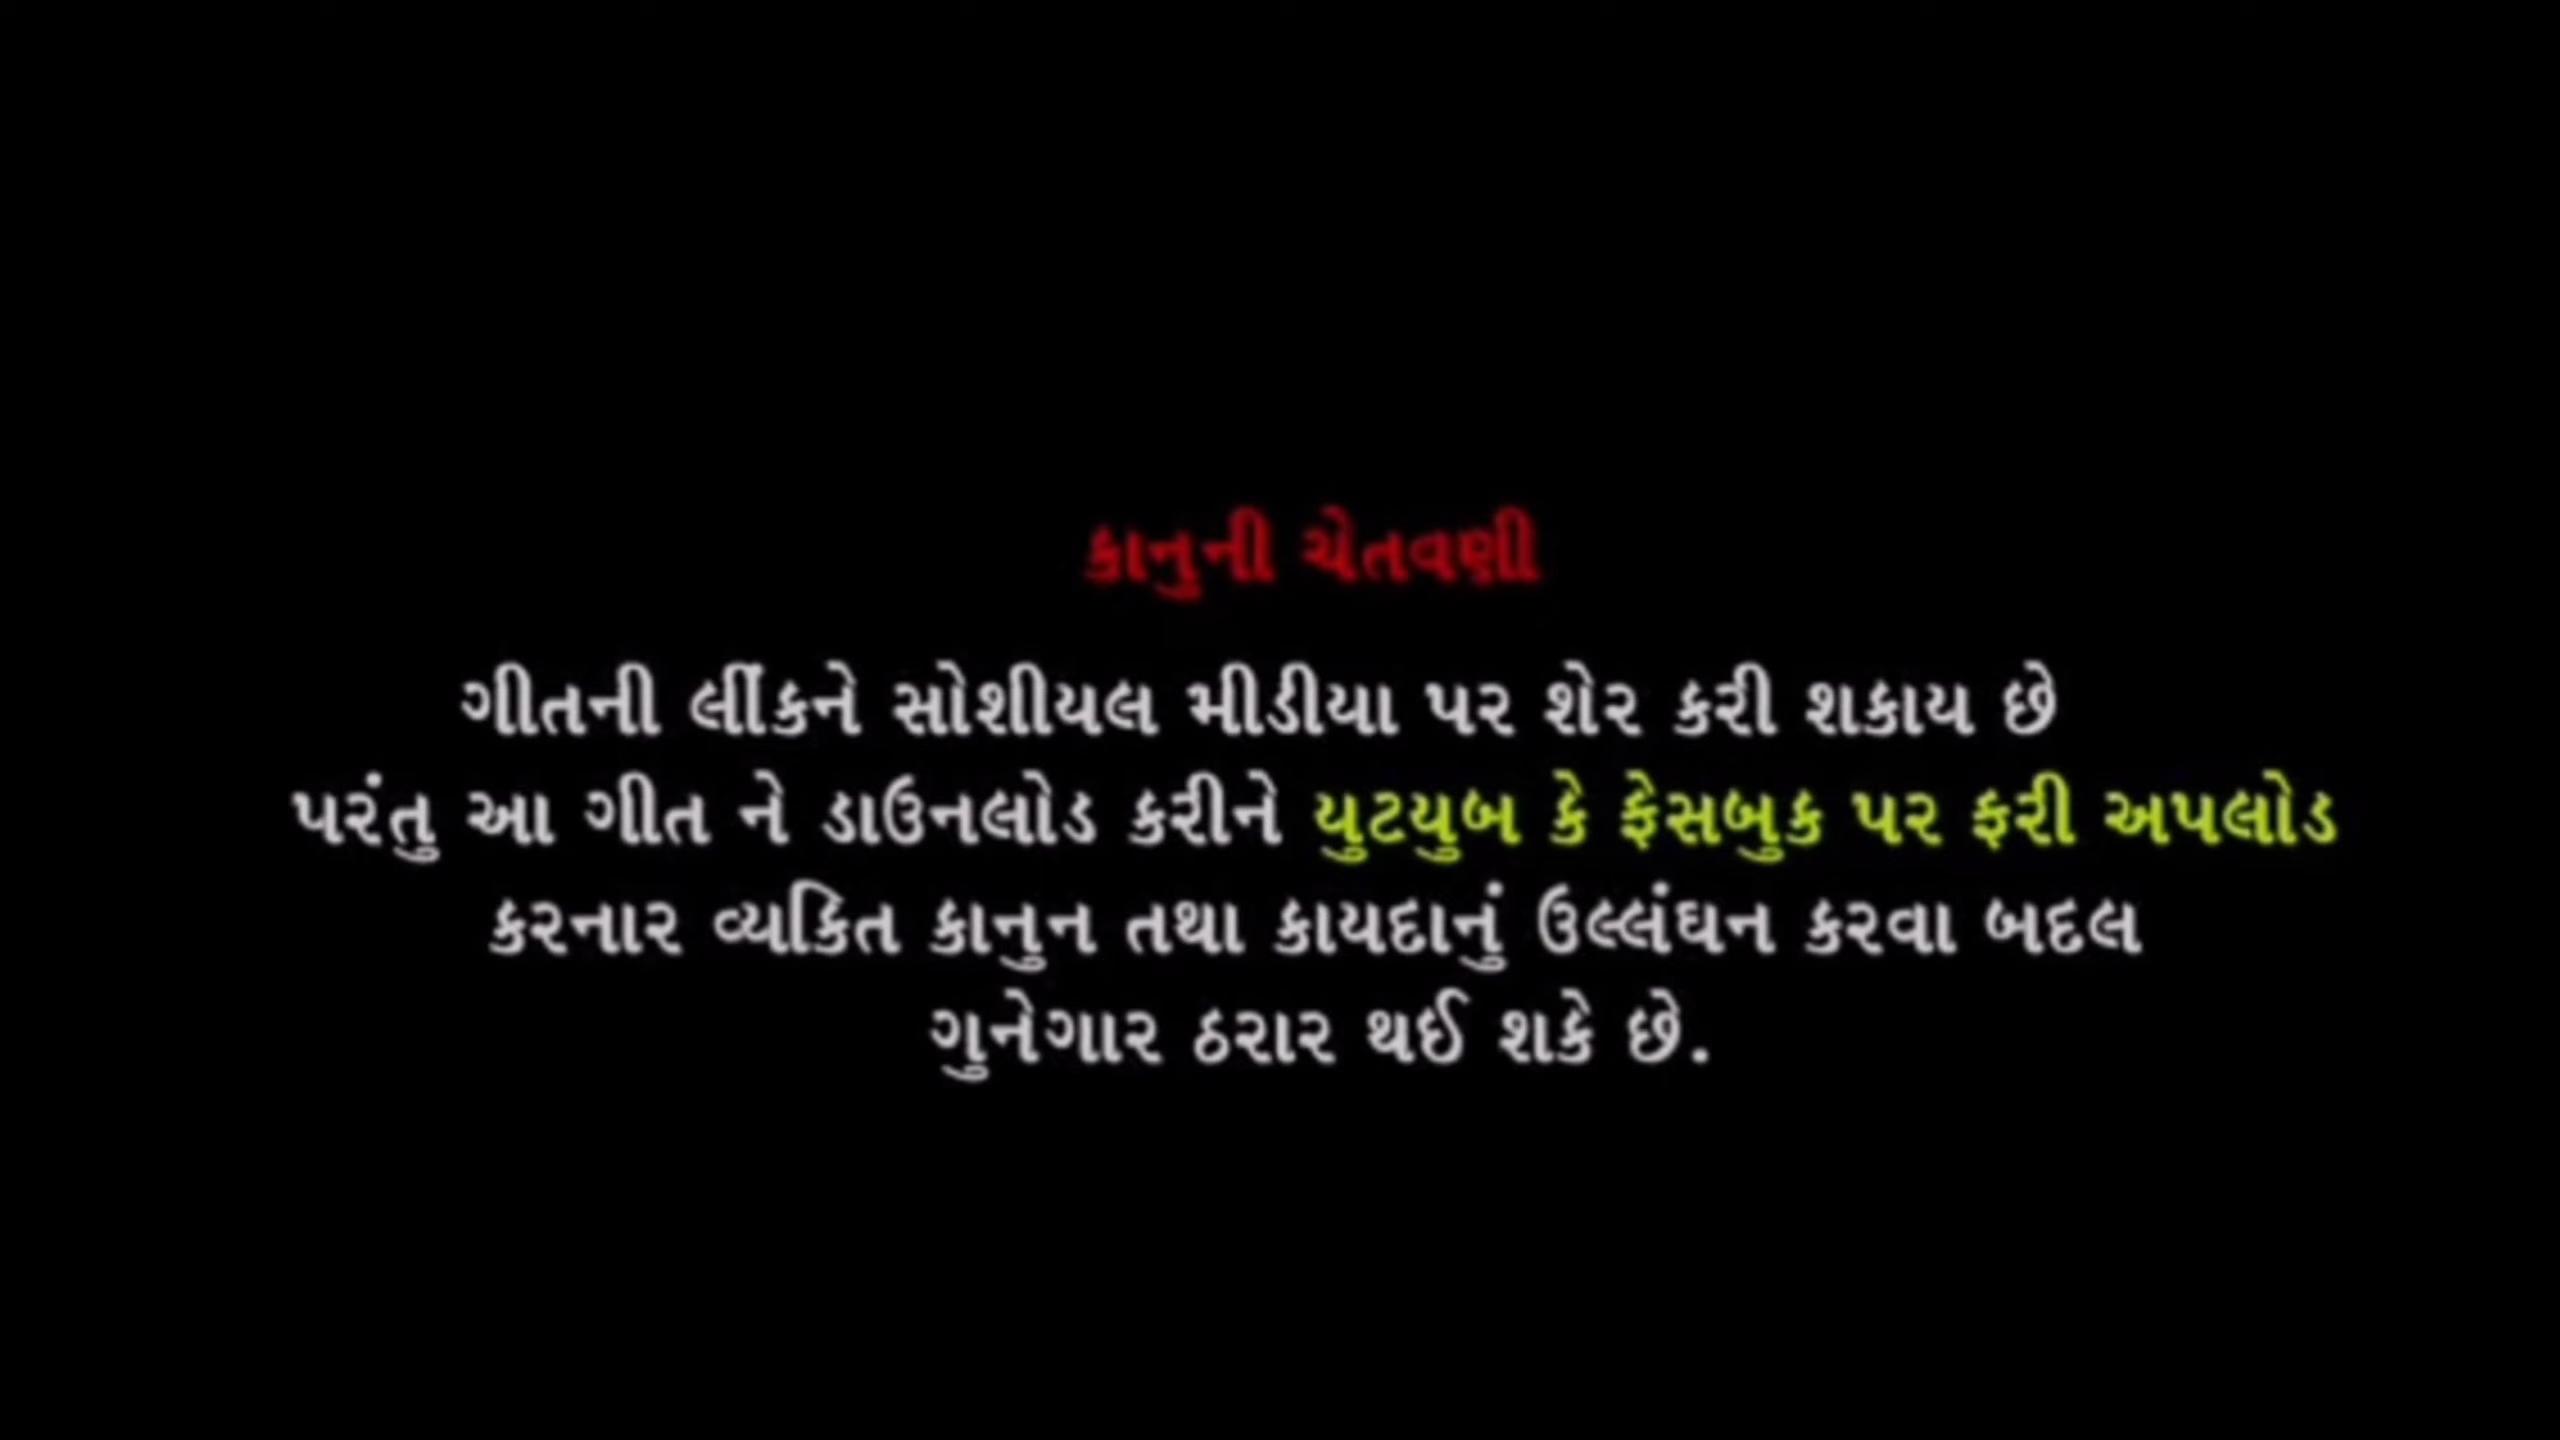 કાનુની ચેતવણી
ગીતની લીંકને સોશીયલ મીડીયા પર શેર કરી શકાય છે
પરંતુ આ ગીત ને ડાઉનલોડ કરીને યુટયુબ કે ફેસબુક પર ફરી અપલોડ
કરનાર વ્યકિત કાનુન તથા કાયદાનું ઉલ્લંઘન કરવા બદલ
ગુનેગાર ઠરાર થઈ શકે છે.